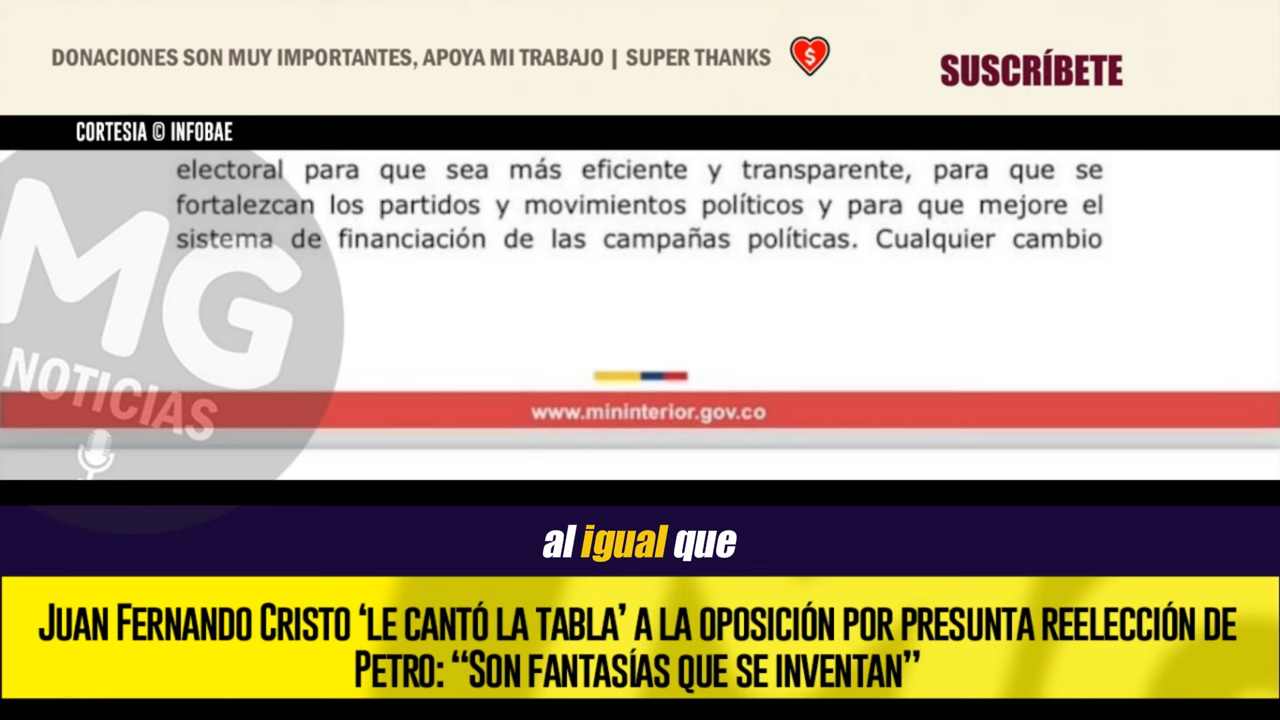 DONACIONES SON MUY IMPORTANTES, APOYA MI TRABAJO | SUPER THANKS
$
SUSCRÍBETE
CORTESIA © INFOBAE
electoral para que sea más eficiente y transparente, para que se
fortalezcan los partidos y movimientos políticos y para que mejore el
sistema de financiación de las campañas políticas. Cualquier cambio
MG
NOTICIAS
www.mininterior.gov.co
al igual que
JUAN FERNANDO CRISTO ‘LE CANTÓ LA TABLA’ A LA OPOSICIÓN POR PRESUNTA REELECCIÓN DE
PETRO: “SON FANTASÍAS QUE SE INVENTAN”